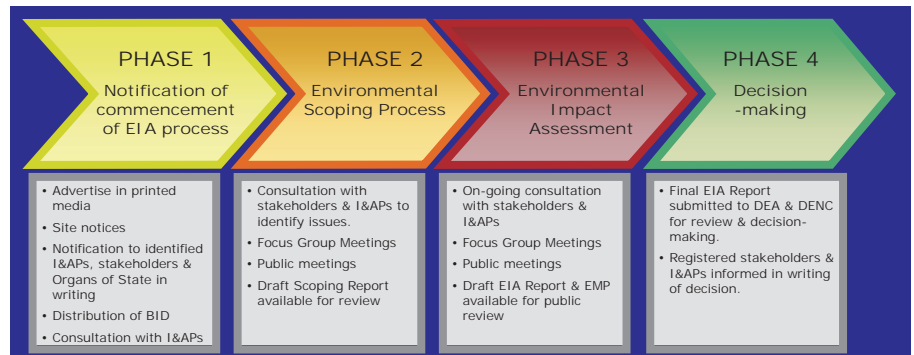 PHASE 1
Notification of
commencement
of EIA process
• Advertise in printed
media
• Site notices
• Notification to identified
I&APs, stakeholders &
Organs of State in
writing
• Distribution of BID
• Consultation with I&APs
PHASE 2
Environmental
Scoping Process
• Consultation with
stakeholders & I&APs to
identify issues.
• Focus Group Meetings
• Public meetings
• Draft Scoping Report
available for review
PHASE 3
Environmental
Impact
Assessment
• On-going consultation
with stakeholders &
I&APs
• Focus Group Meetings
• Public meetings
• Draft EIA Report & EMP
available for public
review
PHASE 4
Decision
-making
• Final EIA Report
submitted to DEA & DENC
for review & decision-
making.
• Registered stakeholders &
I&APs informed in writing
of decision.